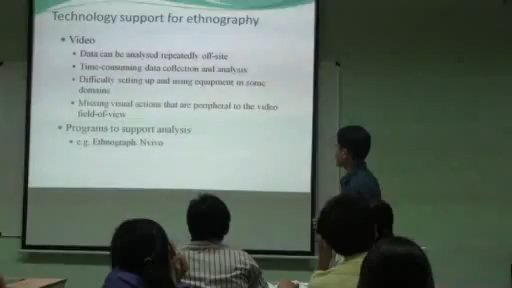 Technology support for ethnography
• Video
• Data can be analysed repeatedly off-site
• Time-consuming data collection and analysis
• Difficulty setting up and using equipment in some
domains
• Missing visual actions that are peripheral to the video
field-of-view
• Programs to support analysis
• e.g. Ethnograph. Nvivo